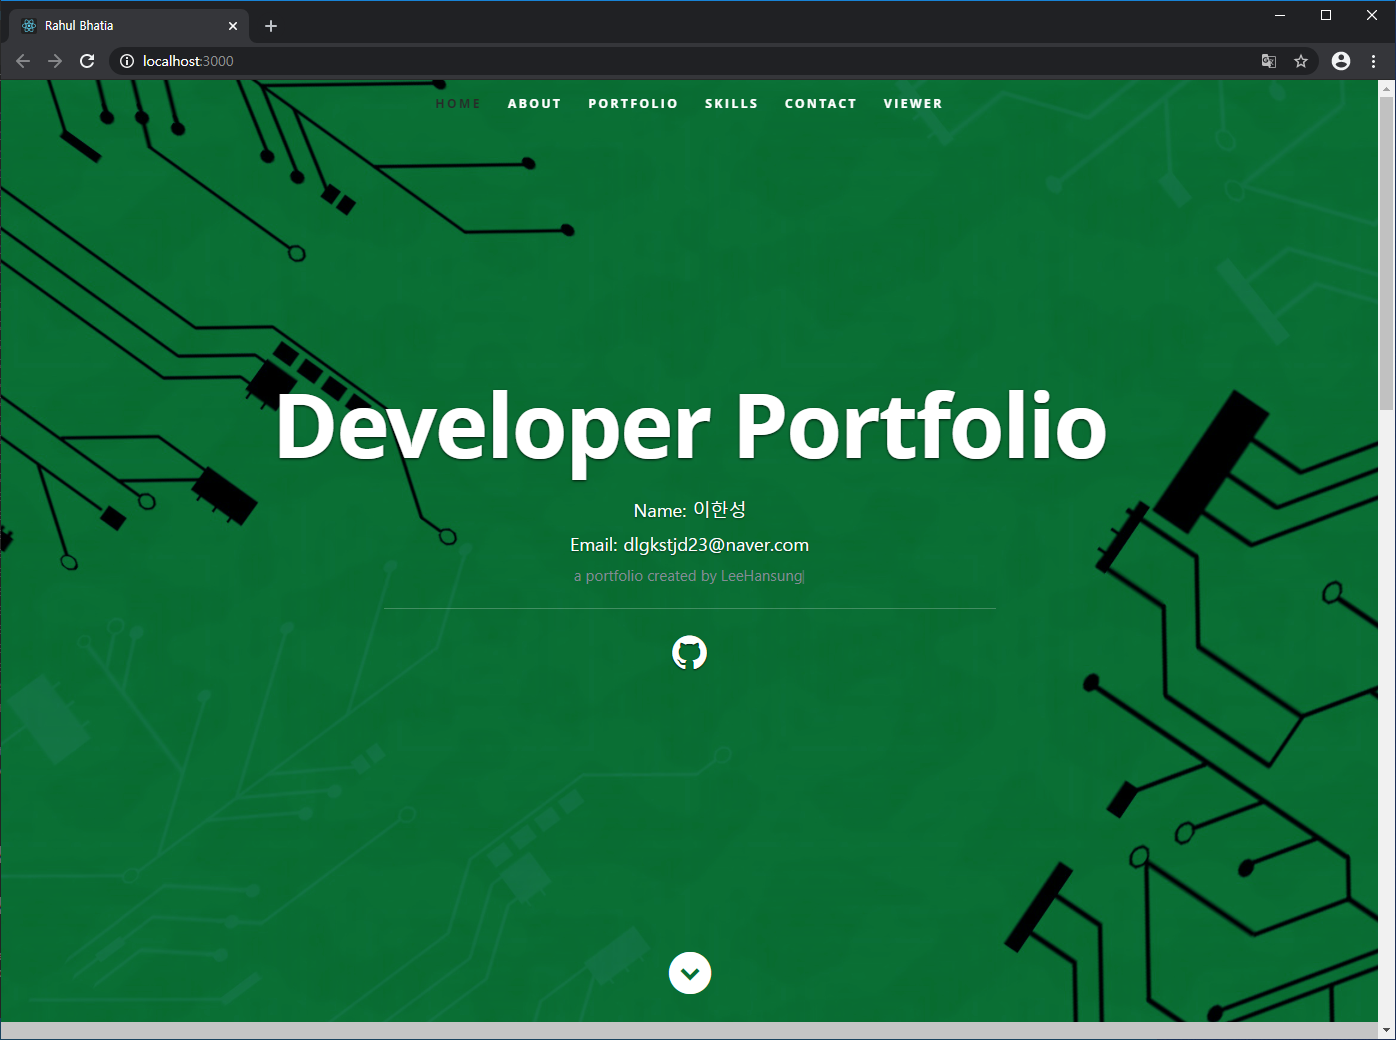 Rahul Bhatia
localhost:3000
HOME ABOUT PORTFOLIO SKILLS CONTACT VIEWER
Developer Portfolio
Name: 이한성
Email: dlgkstjd23@naver.com
a portfolio created by LeeHansung